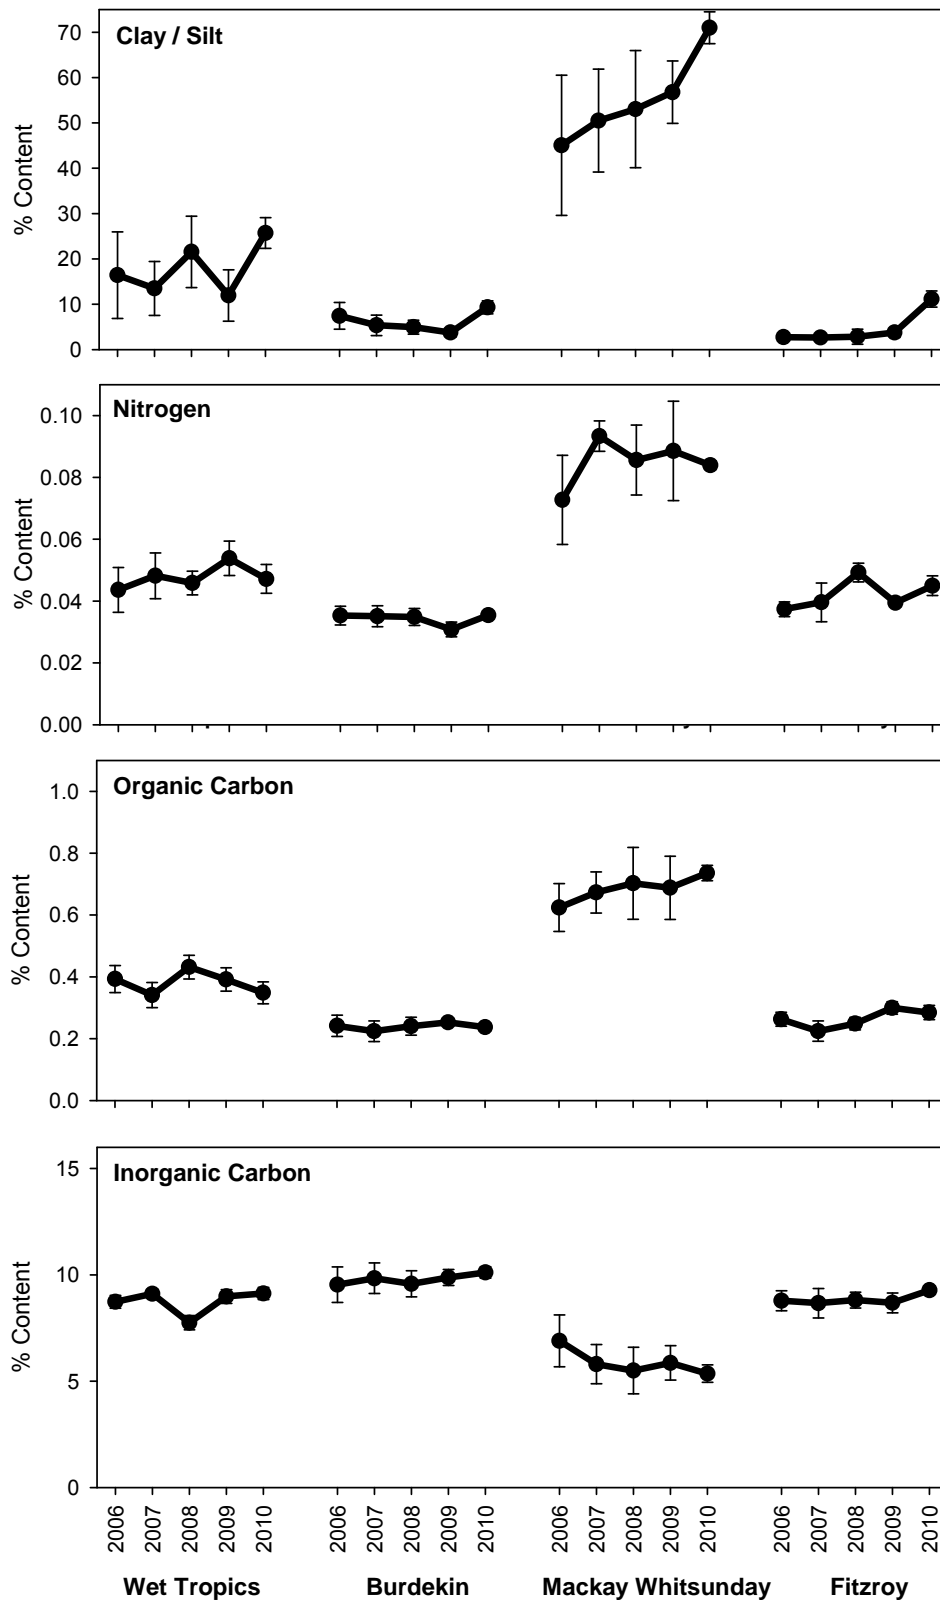 Clay / Silt
% Content
70
60
50
40
30
20
10
0
Nitrogen
% Content
0.10
0.08
0.06
0.04
0.02
0.00
Organic Carbon
% Content
1.0
0.8
0.6
0.4
0.2
0.0
Inorganic Carbon
% Content
15
10
5
0
2006 2007 2008 2009 2010 2006 2007 2008 2009 2010 2006 2007 2008 2009 2010 2006 2007 2008 2009 2010
Wet Tropics Burdekin Mackay Whitsunday Fitzroy